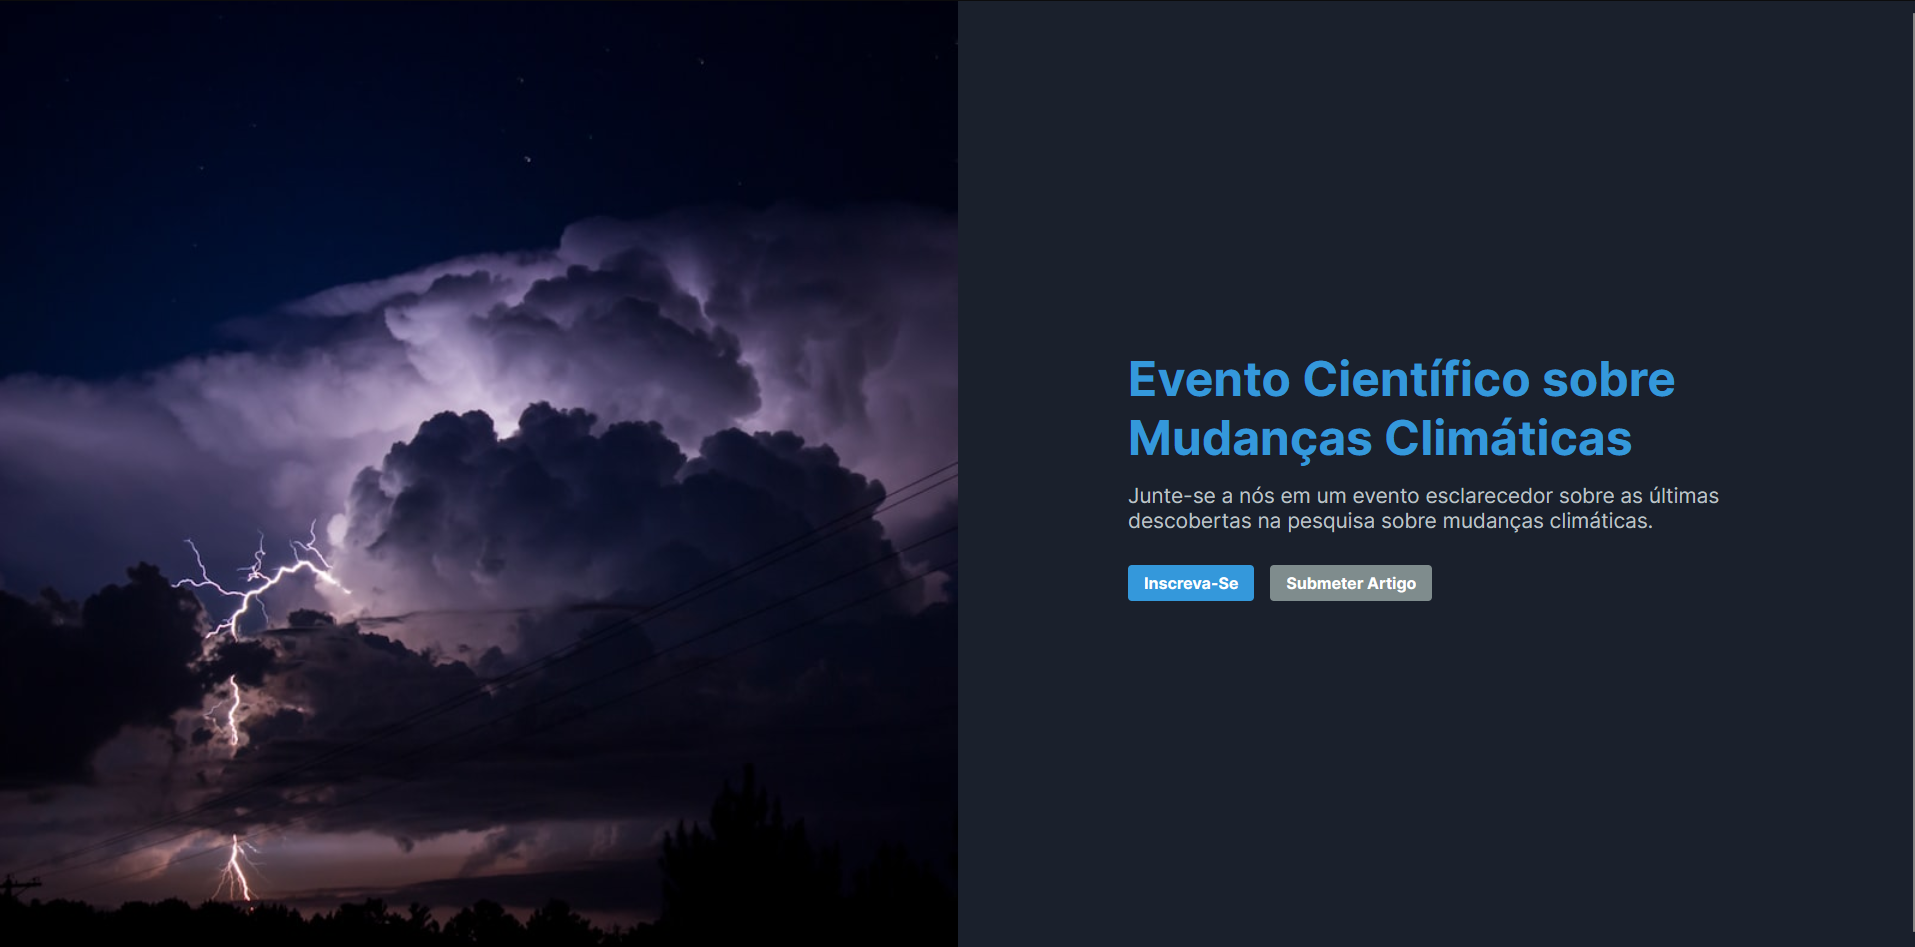 Evento Científico sobre
Mudanças Climáticas
Junte-se a nós em um evento esclarecedor sobre as últimas
descobertas na pesquisa sobre mudanças climáticas.
Inscreva-Se
Submeter Artigo